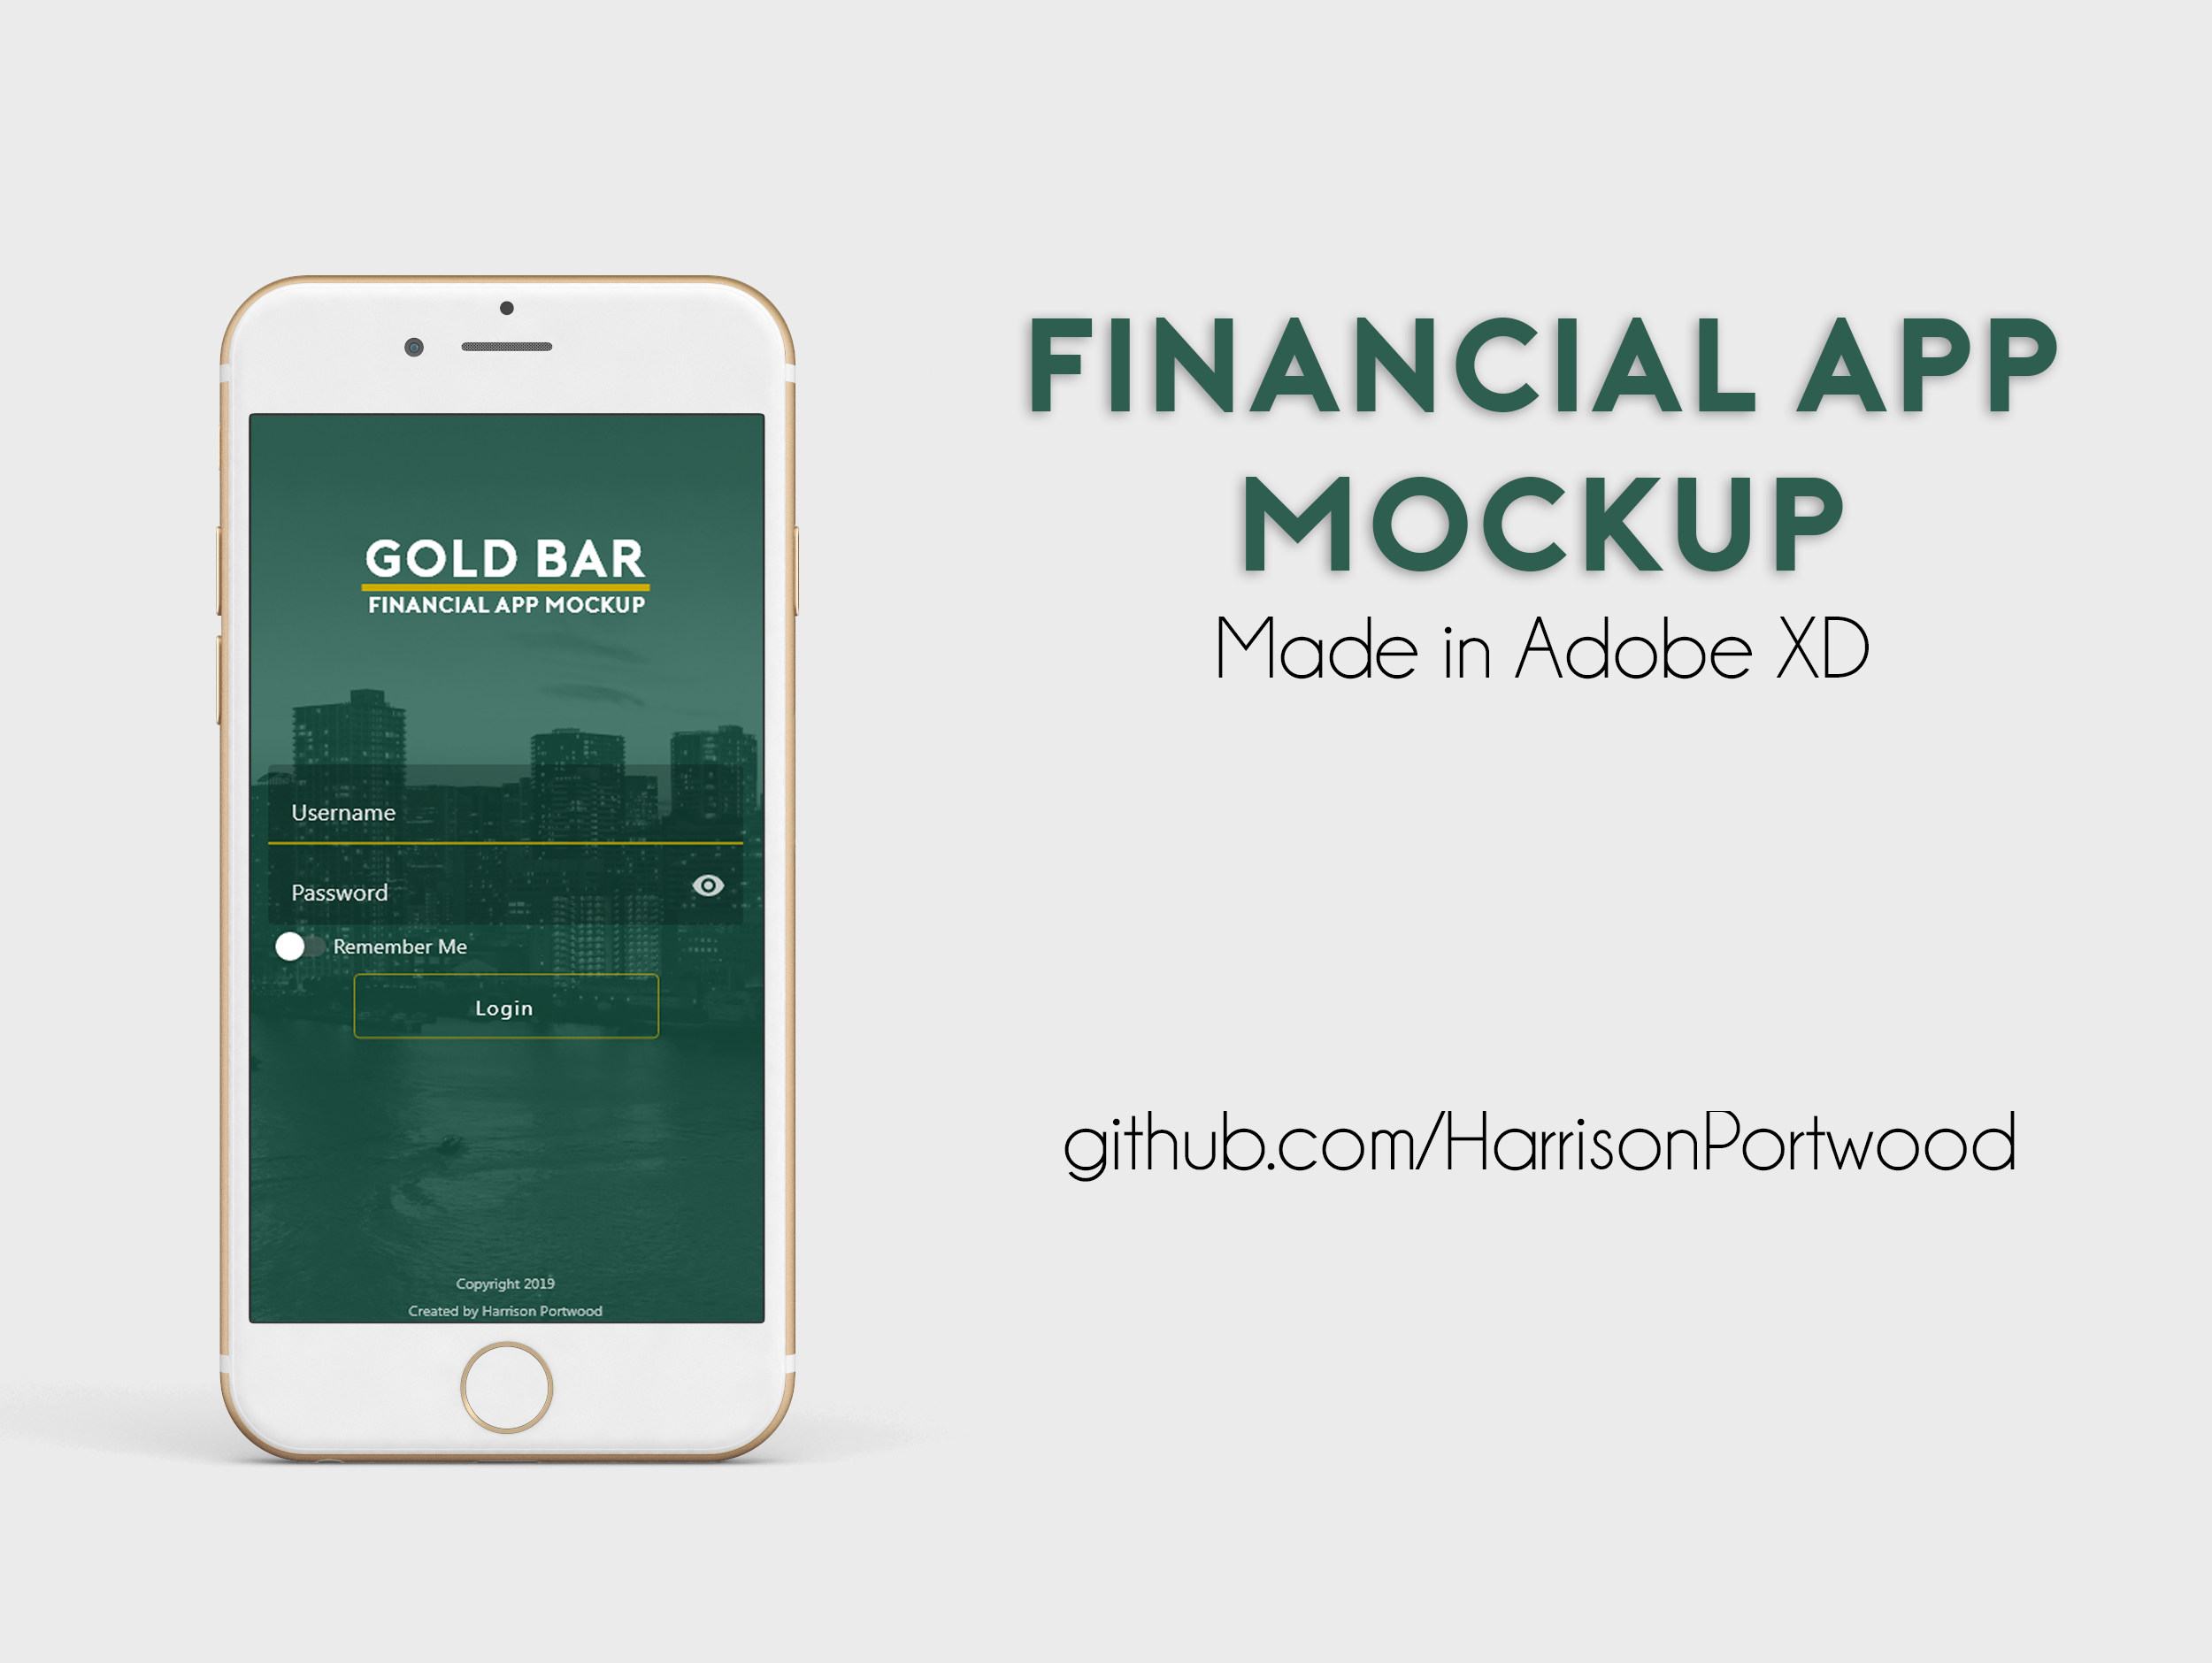 FINANCIAL APP
MOCKUP
Made in Adobe XD
github.com/HarrisonPortwood
GOLD BAR
FINANCIAL APP MOCKUP
Username
Password
Remember Me
Login
Copyright 2019
Created by Harrison Portwood